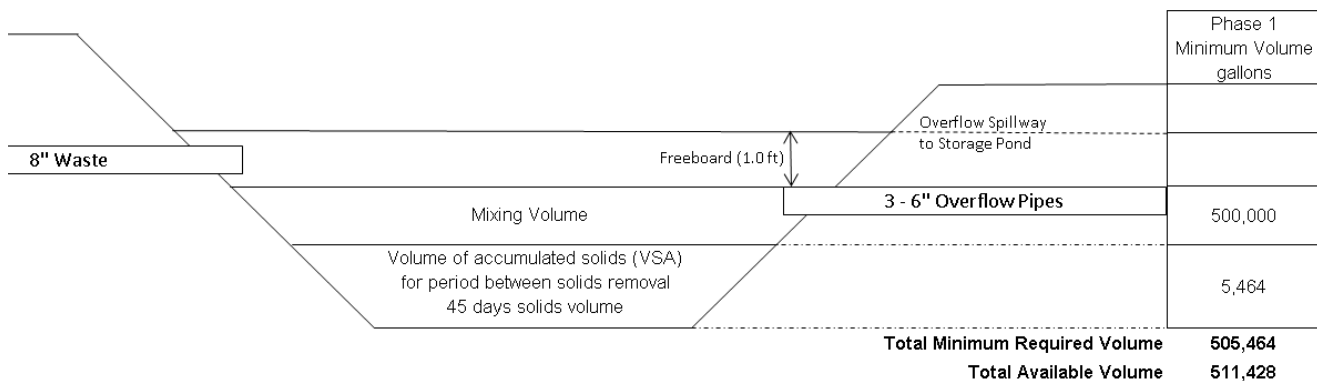 Phase 1
Minimum Volume
gallons
Overflow Spillway
to Storage Pond
8" Waste
Freeboard (1.0 ft)
3 - 6" Overflow Pipes
Mixing Volume
500,000
Volume of accumulated solids (VSA)
for period between solids removal
45 days solids volume
5,464
Total Minimum Required Volume 505,464
Total Available Volume 511,428